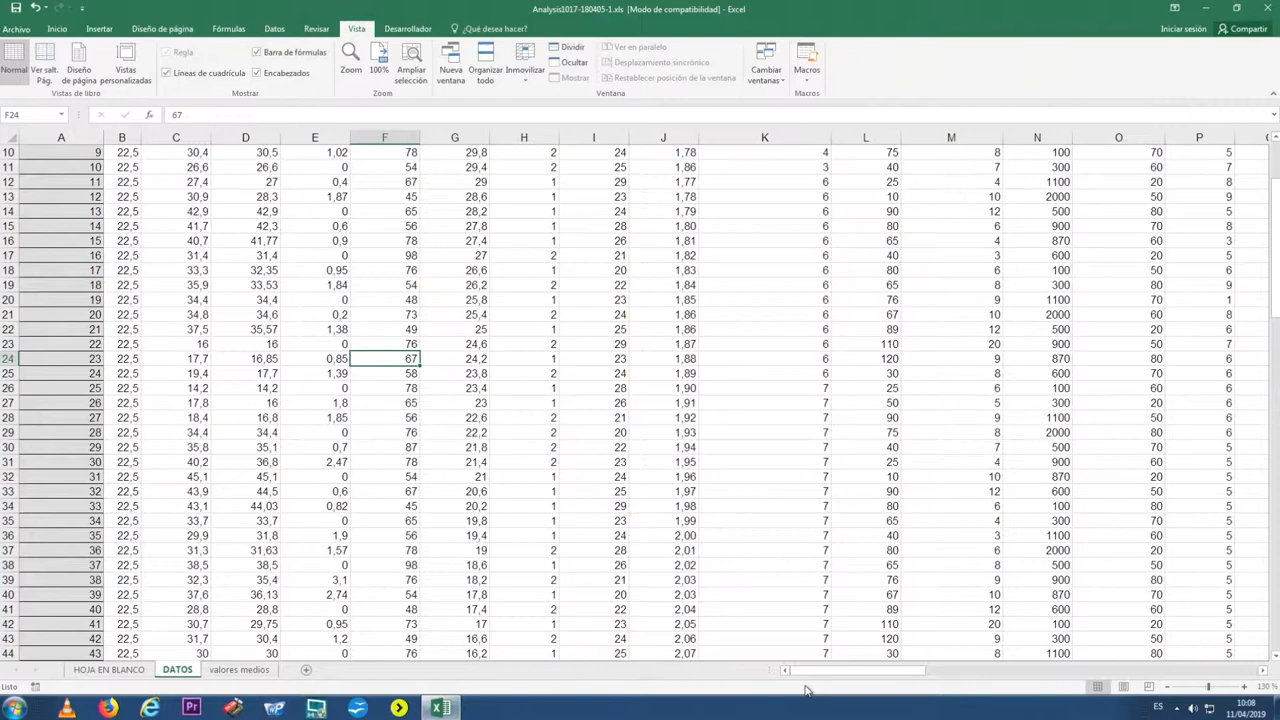 Analysis1017-180405-1.xls [Modo de compatibilidad] - Excel
Archivo Inicio Insertar Diseño de página Fórmulas Datos Revisar Vista Desarrollador ¿Qué desea hacer? Iniciar sesión Compartir
Normal Ver salt. Pág. Diseño de página Vistas personalizadas
Vistas de libro
Regla Barra de fórmulas
Líneas de cuadrícula Encabezados
Mostrar
Zoom 100% Ampliar selección
Zoom
Nueva ventana Organizar todo Inmovilizar
Dividir Ver en paralelo
Ocultar Desplazamiento sincrónico
Mostrar Restablecer posición de la ventana
Cambiar ventanas
Ventana
Macros
Macros
F24 fx 67
A B C D E F G H I J K L M N O P
10 9 22,5 30,4 30,5 1,02 78 29,8 2 24 1,78 4 75 8 100 70 5
11 10 22,5 26,6 26,6 0 54 29,4 2 25 1,86 3 40 7 300 60 7
12 11 22,5 27,4 27 0,4 67 29 1 29 1,77 6 25 4 1100 20 8
13 12 22,5 30,9 28,3 1,87 45 28,6 1 23 1,78 6 10 10 2000 50 9
14 13 22,5 42,9 42,9 0 65 28,2 1 24 1,79 6 90 12 500 80 5
15 14 22,5 41,7 42,3 0,6 56 27,8 1 28 1,80 6 80 6 900 70 8
16 15 22,5 40,7 41,77 0,9 78 27,4 1 26 1,81 6 65 4 870 60 3
17 16 22,5 31,4 31,4 0 98 27 2 21 1,82 6 40 3 600 20 5
18 17 22,5 33,3 32,35 0,95 76 26,6 1 20 1,83 6 80 6 100 50 6
19 18 22,5 35,9 33,53 1,84 54 26,2 2 22 1,84 6 65 8 300 80 9
20 19 22,5 34,4 34,4 0 48 25,8 1 23 1,85 6 76 9 1100 70 1
21 20 22,5 34,8 34,6 0,2 73 25,4 2 24 1,86 6 67 10 2000 60 8
22 21 22,5 37,5 35,57 1,38 49 25 1 25 1,86 6 89 12 500 20 6
23 22 22,5 16 16 0 76 24,6 2 29 1,87 6 110 20 900 50 7
24 23 22,5 17,7 16,85 0,85 67 24,2 1 23 1,88 6 120 9 870 80 6
25 24 22,5 19,4 17,7 1,39 58 23,8 2 24 1,89 6 30 8 600 70 6
26 25 22,5 14,2 14,2 0 78 23,4 1 28 1,90 7 25 6 100 60 6
27 26 22,5 17,8 16 1,8 65 23 1 26 1,91 7 50 5 300 20 6
28 27 22,5 18,4 16,8 1,85 56 22,6 2 21 1,92 7 90 9 1100 50 6
29 28 22,5 34,4 34,4 0 76 22,2 2 20 1,93 7 75 8 2000 80 6
30 29 22,5 35,8 35,1 0,7 87 21,8 2 22 1,94 7 40 7 500 70 5
31 30 22,5 40,2 36,8 2,47 78 21,4 2 23 1,95 7 25 4 900 60 5
32 31 22,5 45,1 45,1 0 54 21 1 24 1,96 7 10 10 870 20 5
33 32 22,5 43,9 44,5 0,6 67 20,6 1 25 1,97 7 90 12 600 50 5
34 33 22,5 43,1 44,03 0,82 45 20,2 1 29 1,98 7 80 6 100 80 5
35 34 22,5 33,7 33,7 0 65 19,8 1 23 1,99 7 65 4 300 70 5
36 35 22,5 29,9 31,8 1,9 56 19,4 1 24 2,00 7 40 3 1100 60 5
37 36 22,5 31,3 31,63 1,57 78 19 2 28 2,01 7 80 6 2000 20 5
38 37 22,5 38,5 38,5 0 98 18,6 1 26 2,02 7 65 8 500 50 5
39 38 22,5 32,3 35,4 3,1 76 18,2 2 21 2,03 7 76 9 900 80 5
40 39 22,5 37,6 36,13 2,74 54 17,8 1 20 2,03 7 67 10 870 70 5
41 40 22,5 28,8 28,8 0 48 17,4 2 22 2,04 7 89 12 600 60 5
42 41 22,5 30,7 29,75 0,95 73 17 1 23 2,05 7 110 20 100 20 5
43 42 22,5 31,7 30,4 1,2 49 16,6 2 24 2,06 7 120 9 300 50 5
44 43 22,5 30 30 0 76 16,2 1 25 2,07 7 30 8 1100 80 5
HOJA EN BLANCO DATOS valores medios
Listo 130 %
Pr ES 10:08
11/04/2019